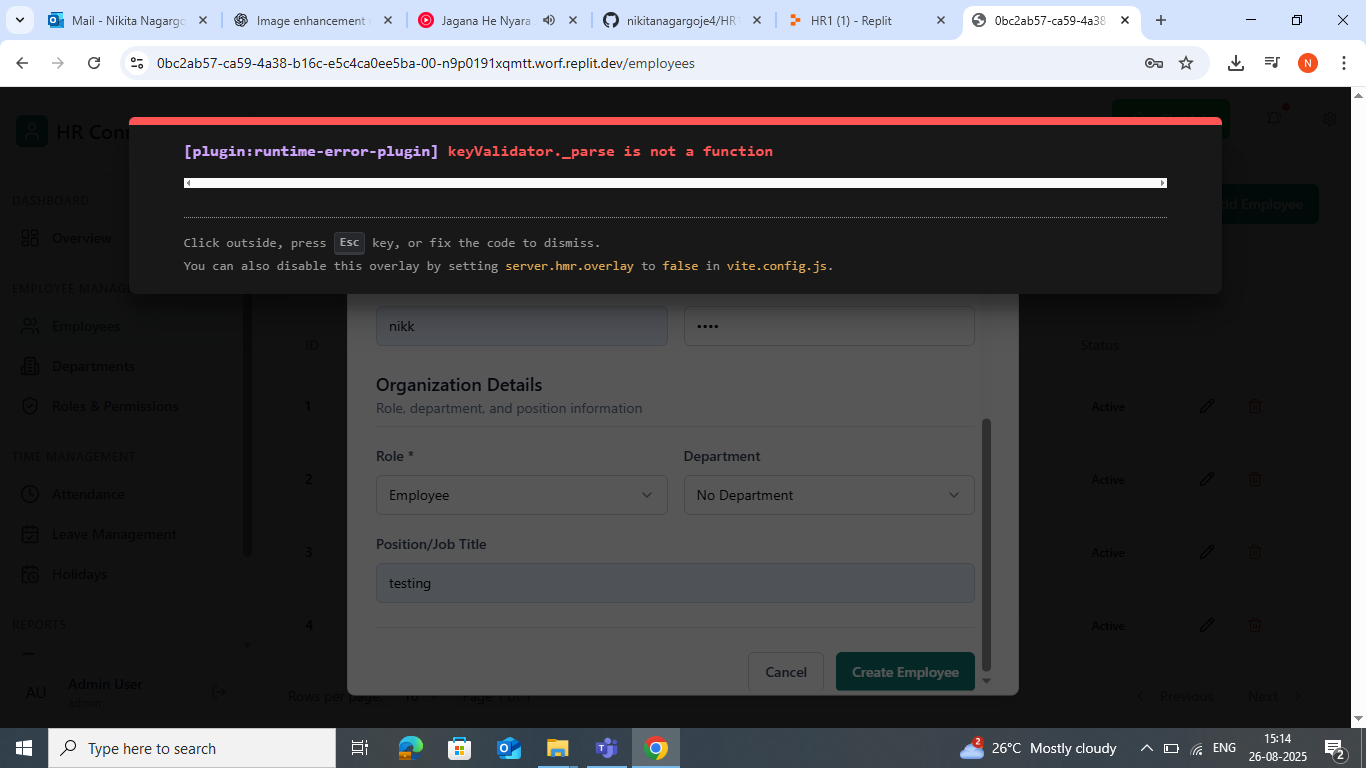 Mail - Nikita Nagargo
Image enhancement
Jagana He Nyara
nikitanagargoje4/HR1
HR1 (1) - Replit
0bc2ab57-ca59-4a38
0bc2ab57-ca59-4a38-b16c-e5c4ca0ee5ba-00-n9p0191xqmtt.worf.replit.dev/employees
N
HR Con
[plugin:runtime-error-plugin] keyValidator._parse is not a function
Click outside, press Esc key, or fix the code to dismiss.
You can also disable this overlay by setting server.hmr.overlay to false in vite.config.js.
DASHBOARD
dd Employee
Overview
EMPLOYEE MANAG
Employees
nikk
••••
ID
Status
Departments
Organization Details
Role, department, and position information
Roles & Permissions
1
Active
TIME MANAGEMENT
Role *
Department
Attendance
2
Employee
No Department
Active
Leave Management
Position/Job Title
3
Active
Holidays
testing
REPORTS
4
Active
Cancel
Create Employee
AU
Admin User
admin
Rows per page:
10
Page 1 of 1
Previous
Next
Type here to search
2
26°C Mostly cloudy
ENG
15:14
26-08-2025
2